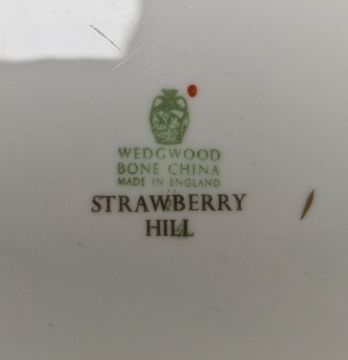 WEDGWOOD
BONE CHINA
MADE IN ENGLAND
STRAWBERRY
HILL